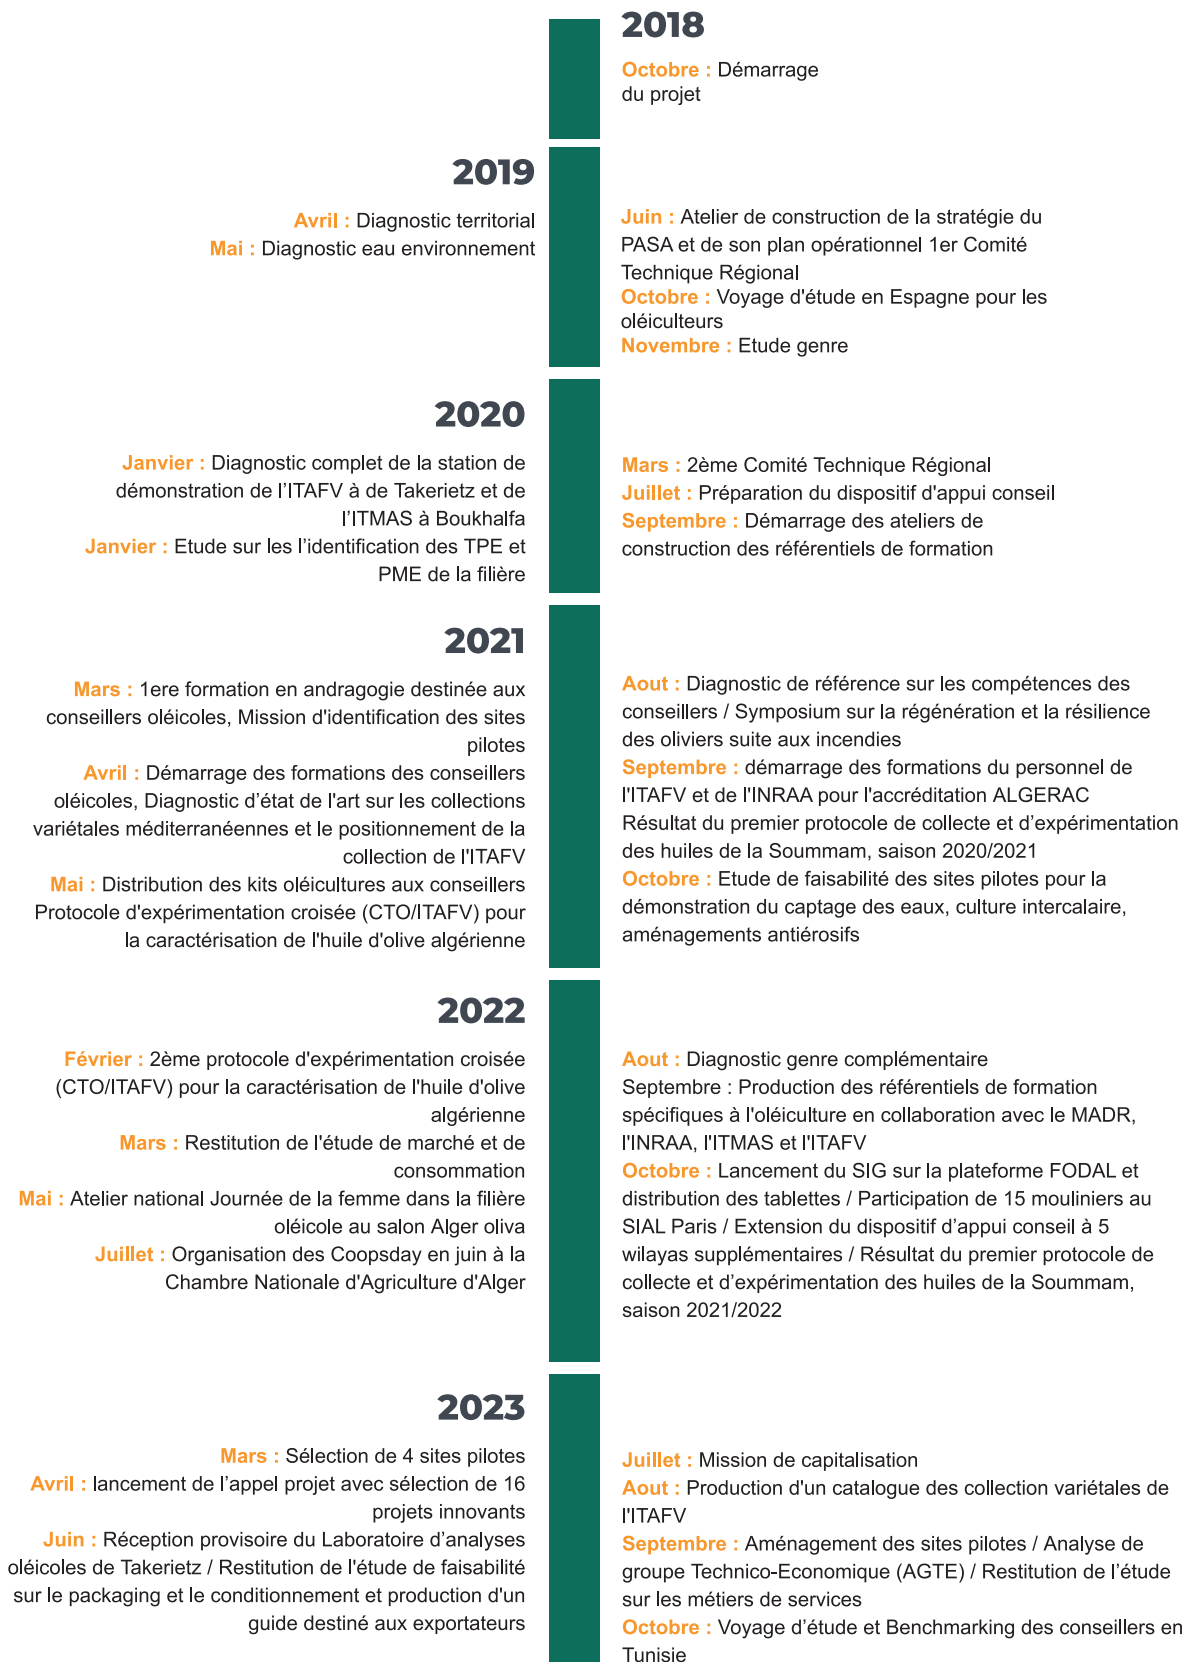 2018
Octobre : Démarrage
du projet
2019
Avril : Diagnostic territorial
Mai : Diagnostic eau environnement
Juin : Atelier de construction de la stratégie du
PASA et de son plan opérationnel 1er Comité
Technique Régional
Octobre : Voyage d'étude en Espagne pour les
oléiculteurs
Novembre : Etude genre
2020
Janvier : Diagnostic complet de la station de
démonstration de l’ITAFV à de Takerietz et de
l’ITMAS à Boukhalfa
Janvier : Etude sur les l’identification des TPE et
PME de la filière
Mars : 2ème Comité Technique Régional
Juillet : Préparation du dispositif d'appui conseil
Septembre : Démarrage des ateliers de
construction des référentiels de formation
2021
Mars : 1ere formation en andragogie destinée aux
conseillers oléicoles, Mission d'identification des sites
pilotes
Avril : Démarrage des formations des conseillers
oléicoles, Diagnostic d’état de l'art sur les collections
variétales méditerranéennes et le positionnement de la
collection de l'ITAFV
Mai : Distribution des kits oléicultures aux conseillers
Protocole d'expérimentation croisée (CTO/ITAFV) pour
la caractérisation de l'huile d'olive algérienne
Aout : Diagnostic de référence sur les compétences des
conseillers / Symposium sur la régénération et la résilience
des oliviers suite aux incendies
Septembre : démarrage des formations du personnel de
l'ITAFV et de l'INRAA pour l'accréditation ALGERAC
Résultat du premier protocole de collecte et d’expérimentation
des huiles de la Soummam, saison 2020/2021
Octobre : Etude de faisabilité des sites pilotes pour la
démonstration du captage des eaux, culture intercalaire,
aménagements antiérosifs
2022
Février : 2ème protocole d'expérimentation croisée
(CTO/ITAFV) pour la caractérisation de l'huile d'olive
algérienne
Mars : Restitution de l'étude de marché et de
consommation
Mai : Atelier national Journée de la femme dans la filière
oléicole au salon Alger oliva
Juillet : Organisation des Coopsday en juin à la
Chambre Nationale d'Agriculture d'Alger
Aout : Diagnostic genre complémentaire
Septembre : Production des référentiels de formation
spécifiques à l'oléiculture en collaboration avec le MADR,
l'INRAA, l'ITMAS et l'ITAFV
Octobre : Lancement du SIG sur la plateforme FODAL et
distribution des tablettes / Participation de 15 mouliniers au
SIAL Paris / Extension du dispositif d’appui conseil à 5
wilayas supplémentaires / Résultat du premier protocole de
collecte et d’expérimentation des huiles de la Soummam,
saison 2021/2022
2023
Mars : Sélection de 4 sites pilotes
Avril : lancement de l’appel projet avec sélection de 16
projets innovants
Juin : Réception provisoire du Laboratoire d’analyses
oléicoles de Takerietz / Restitution de l'étude de faisabilité
sur le packaging et le conditionnement et production d'un
guide destiné aux exportateurs
Juillet : Mission de capitalisation
Aout : Production d'un catalogue des collection variétales de
l'ITAFV
Septembre : Aménagement des sites pilotes / Analyse de
groupe Technico-Economique (AGTE) / Restitution de l’étude
sur les métiers de services
Octobre : Voyage d’étude et Benchmarking des conseillers en
Tunisie